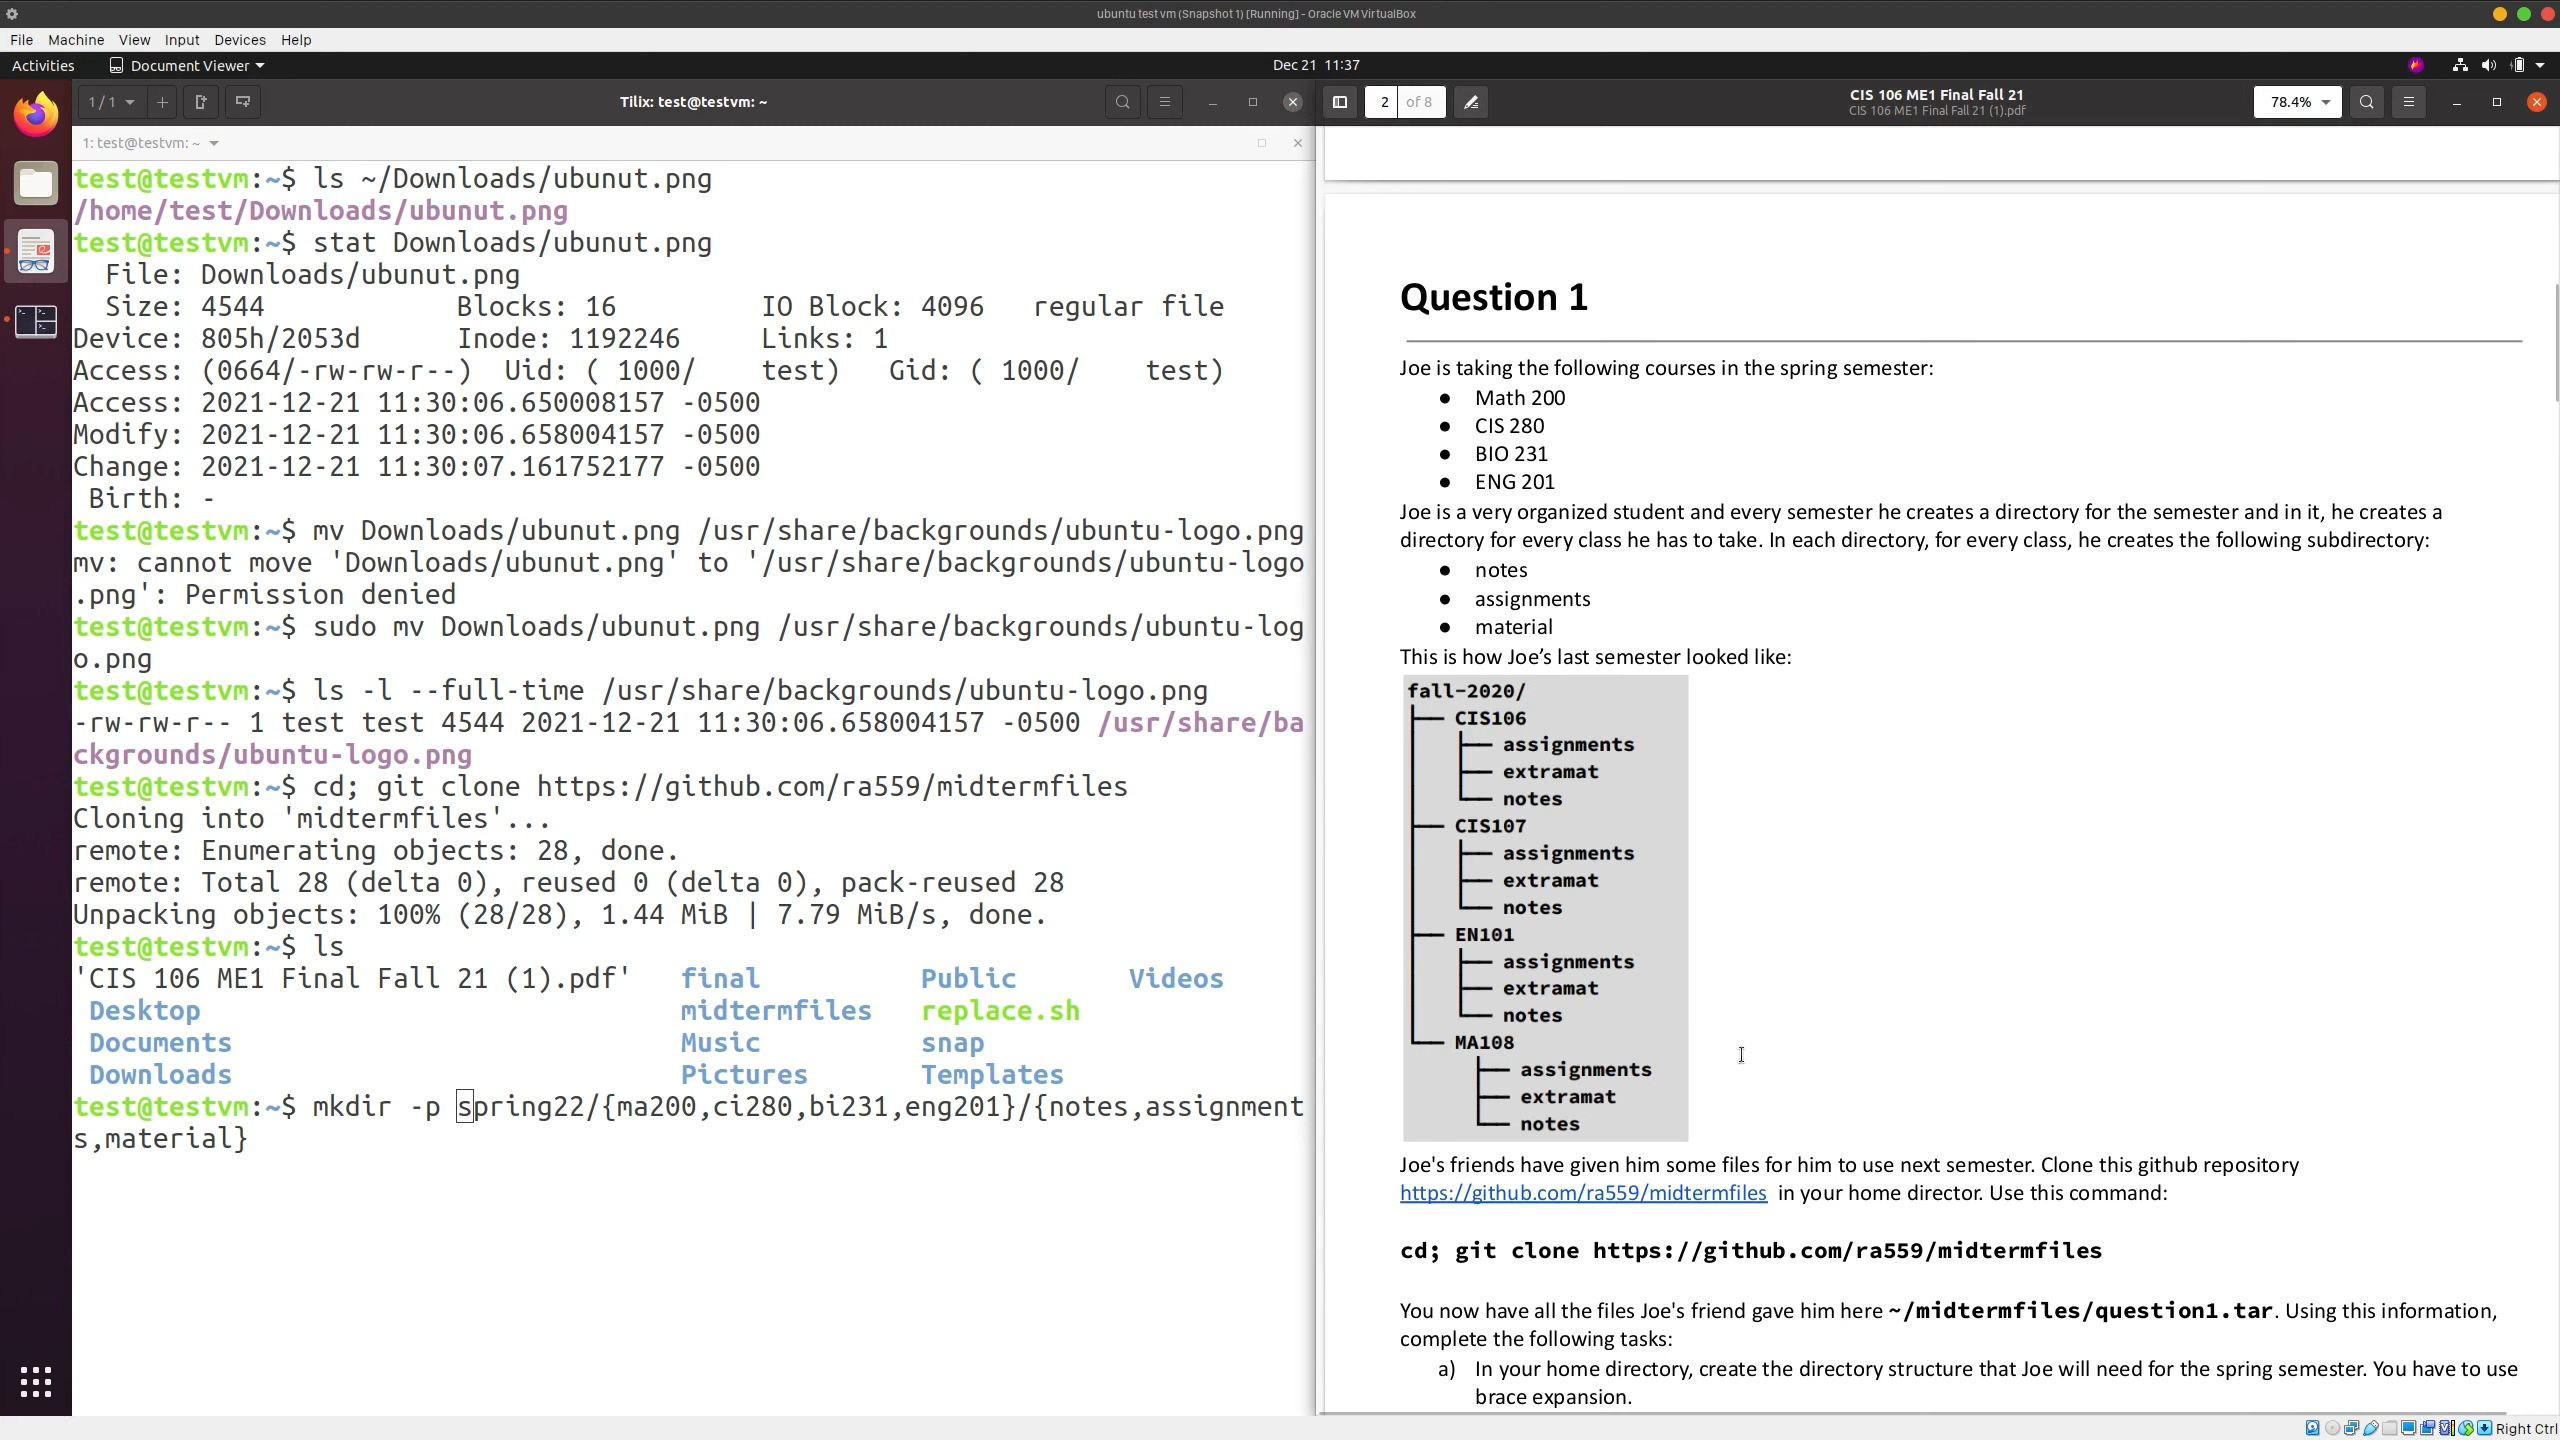 ubuntu test vm (Snapshot 1) [Running] - Oracle VM VirtualBox
File Machine View Input Devices Help
Activities Document Viewer Dec 21 11:37
1 / 1 Tilix: test@testvm: ~
1: test@testvm: ~
test@testvm:~$ ls ~/Downloads/ubunut.png
/home/test/Downloads/ubunut.png
test@testvm:~$ stat Downloads/ubunut.png
File: Downloads/ubunut.png
Size: 4544 Blocks: 16 IO Block: 4096 regular file
Device: 805h/2053d Inode: 1192246 Links: 1
Access: (0664/-rw-rw-r--) Uid: ( 1000/ test) Gid: ( 1000/ test)
Access: 2021-12-21 11:30:06.650008157 -0500
Modify: 2021-12-21 11:30:06.658004157 -0500
Change: 2021-12-21 11:30:07.161752177 -0500
Birth: -
test@testvm:~$ mv Downloads/ubunut.png /usr/share/backgrounds/ubuntu-logo.png
mv: cannot move 'Downloads/ubunut.png' to '/usr/share/backgrounds/ubuntu-logo
.png': Permission denied
test@testvm:~$ sudo mv Downloads/ubunut.png /usr/share/backgrounds/ubuntu-log
o.png
test@testvm:~$ ls -l --full-time /usr/share/backgrounds/ubuntu-logo.png
-rw-rw-r-- 1 test test 4544 2021-12-21 11:30:06.658004157 -0500 /usr/share/ba
ckgrounds/ubuntu-logo.png
test@testvm:~$ cd; git clone https://github.com/ra559/midtermfiles
Cloning into 'midtermfiles'...
remote: Enumerating objects: 28, done.
remote: Total 28 (delta 0), reused 0 (delta 0), pack-reused 28
Unpacking objects: 100% (28/28), 1.44 MiB | 7.79 MiB/s, done.
test@testvm:~$ ls
'CIS 106 ME1 Final Fall 21 (1).pdf' final Public Videos
Desktop midtermfiles replace.sh
Documents Music snap
Downloads Pictures Templates
test@testvm:~$ mkdir -p spring22/{ma200,ci280,bi231,eng201}/{notes,assignment
s,material}
2 of 8 CIS 106 ME1 Final Fall 21 78.4%
CIS 106 ME1 Final Fall 21 (1).pdf
Question 1
Joe is taking the following courses in the spring semester:
● Math 200
● CIS 280
● BIO 231
● ENG 201
Joe is a very organized student and every semester he creates a directory for the semester and in it, he creates a
directory for every class he has to take. In each directory, for every class, he creates the following subdirectory:
● notes
● assignments
● material
This is how Joe’s last semester looked like:
fall-2020/
├── CIS106
│ ├── assignments
│ ├── extramat
│ └── notes
├── CIS107
│ ├── assignments
│ ├── extramat
│ └── notes
├── EN101
│ ├── assignments
│ ├── extramat
│ └── notes
└── MA108
├── assignments
├── extramat
└── notes
Joe's friends have given him some files for him to use next semester. Clone this github repository
https://github.com/ra559/midtermfiles in your home director. Use this command:
cd; git clone https://github.com/ra559/midtermfiles
You now have all the files Joe's friend gave him here ~/midtermfiles/question1.tar. Using this information,
complete the following tasks:
a) In your home directory, create the directory structure that Joe will need for the spring semester. You have to use
brace expansion.
Right Ctrl